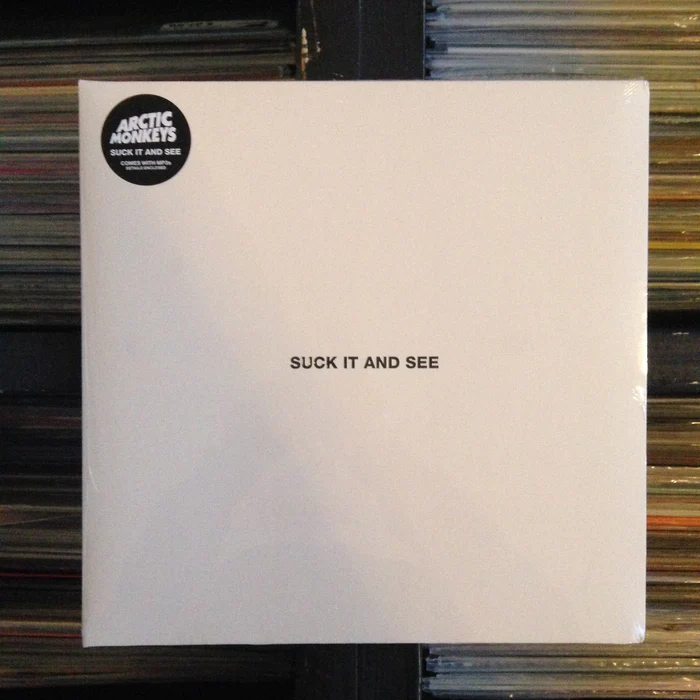 ARCTIC
MONKEYS
SUCK IT AND SEE
COMES WITH MP3s
DETAILS ENCLOSED
SUCK IT AND SEE